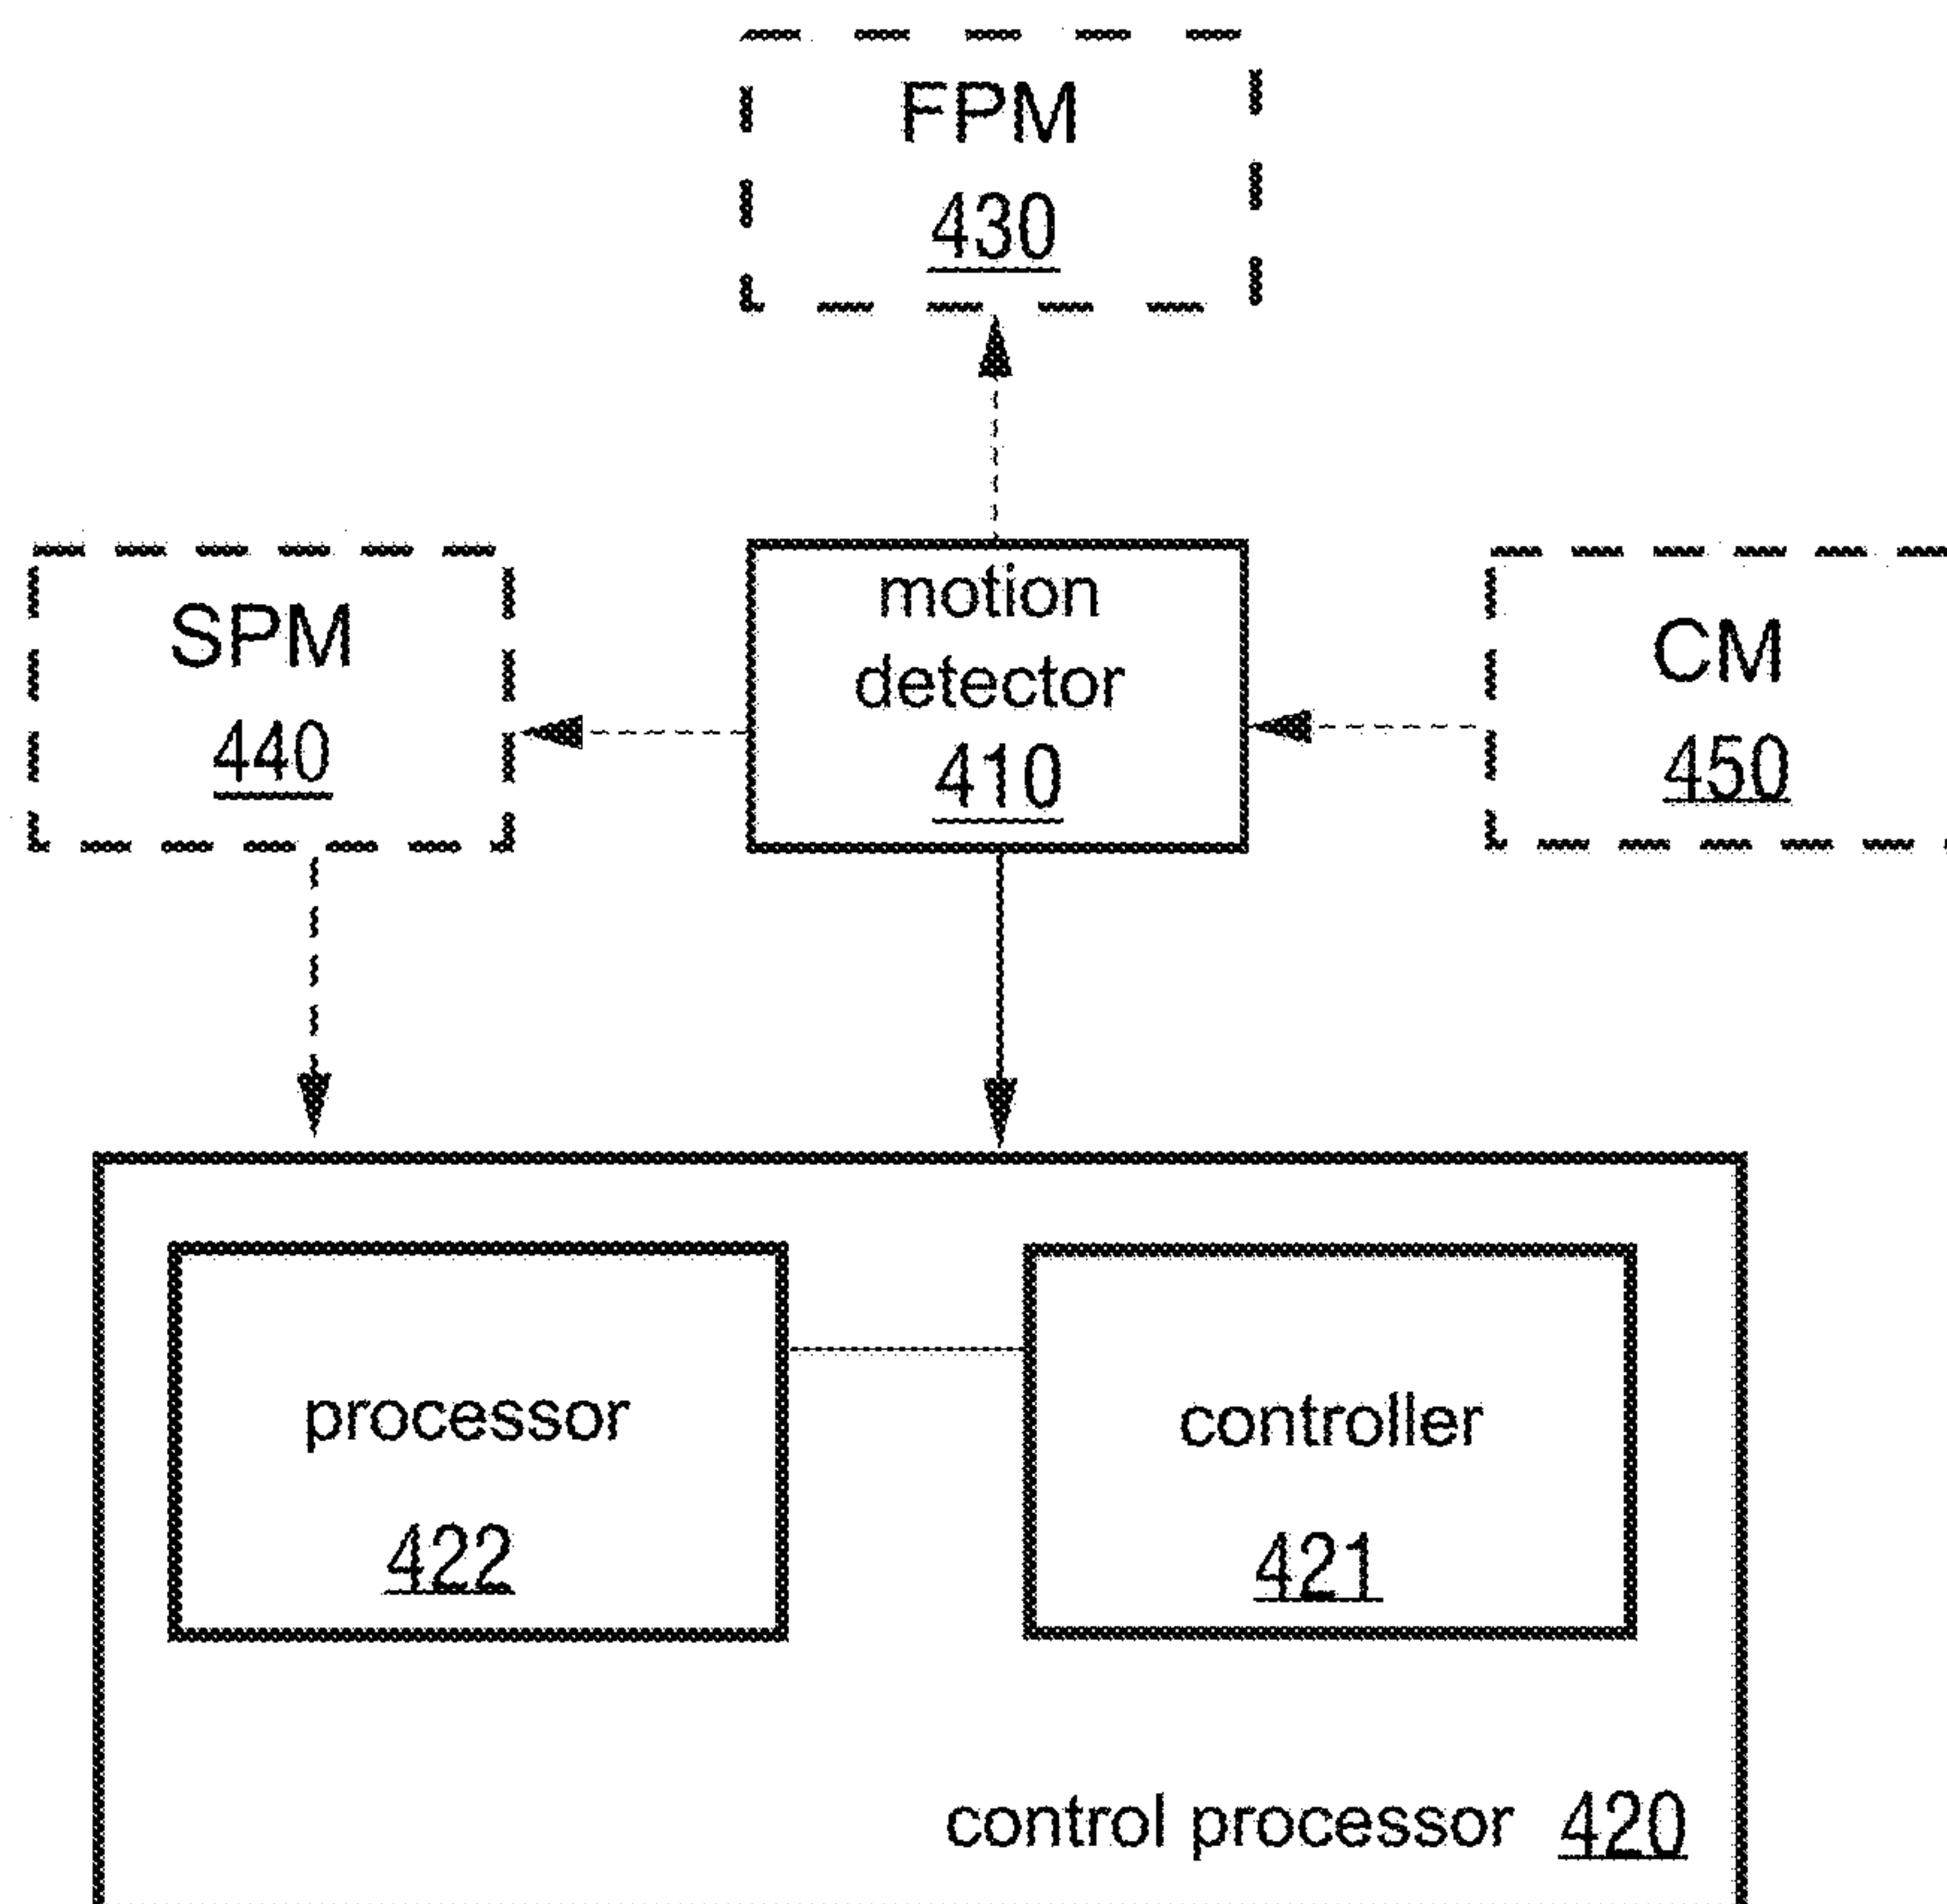 FPM
430
SPM
440
motion
detector
410
CM
450
processor
422
controller
421
control processor 420